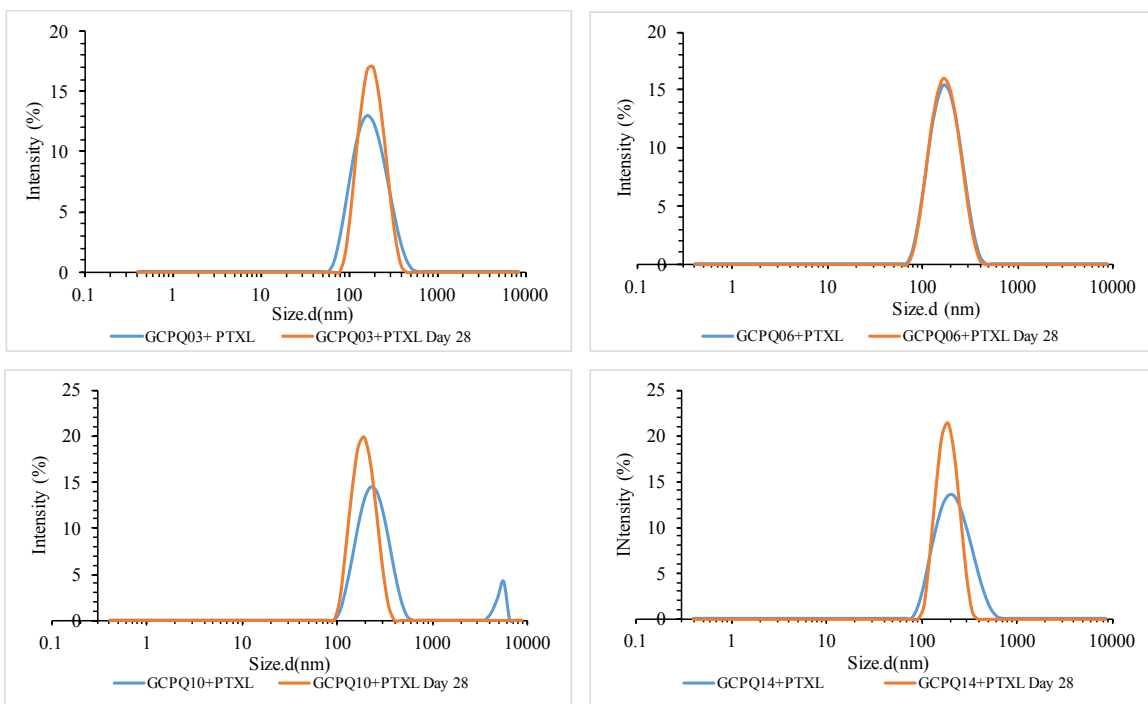 20
15
10
5
0
0.1 1 10 100 1000 10000
Intensity (%)
Size.d(nm)
GCPQ03+ PTXL GCPQ03+PTXL Day 28
20
15
10
5
0
0.1 1 10 100 1000 10000
Intensity (%)
Size.d (nm)
GCPQ06+PTXL GCPQ06+PTXL Day 28
25
20
15
10
5
0
1 10 100 1000 10000
Intensity (%)
Size.d(nm)
GCPQ10+PTXL GCPQ10+PTXL Day 28
25
20
15
10
5
0
1 10 100 1000 10000
INtensity (%)
Size.d(nm)
GCPQ14+PTXL GCPQ14+PTXL Day 28